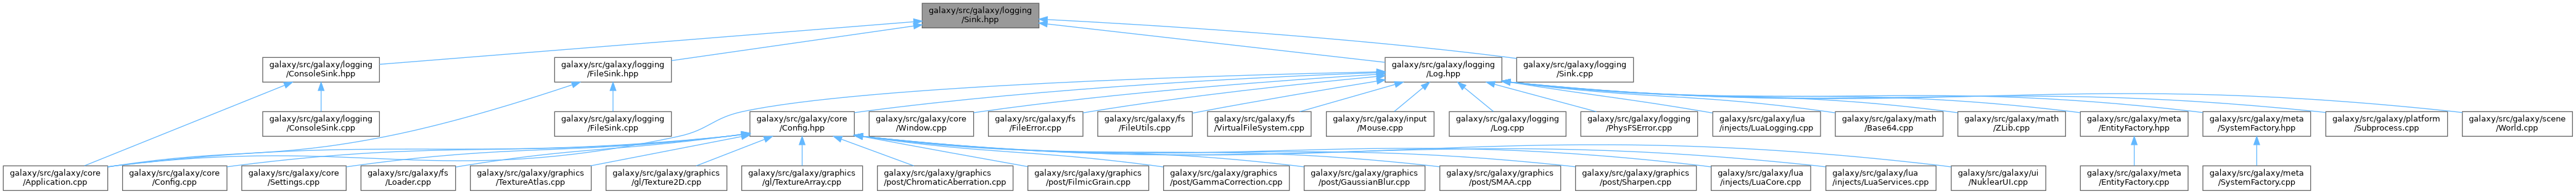 galaxy/src/galaxy/logging
/Sink.hpp
galaxy/src/galaxy/logging
/ConsoleSink.hpp
galaxy/src/galaxy/logging
/FileSink.hpp
galaxy/src/galaxy/logging
/Log.hpp
galaxy/src/galaxy/logging
/Sink.cpp
galaxy/src/galaxy/logging
/ConsoleSink.cpp
galaxy/src/galaxy/logging
/FileSink.cpp
galaxy/src/galaxy/core
/Config.hpp
galaxy/src/galaxy/core
/Window.cpp
galaxy/src/galaxy/fs
/FileError.cpp
galaxy/src/galaxy/fs
/FileUtils.cpp
galaxy/src/galaxy/fs
/VirtualFileSystem.cpp
galaxy/src/galaxy/input
/Mouse.cpp
galaxy/src/galaxy/logging
/Log.cpp
galaxy/src/galaxy/logging
/PhysFSError.cpp
galaxy/src/galaxy/lua
/injects/LuaLogging.cpp
galaxy/src/galaxy/math
/Base64.cpp
galaxy/src/galaxy/math
/ZLib.cpp
galaxy/src/galaxy/meta
/EntityFactory.hpp
galaxy/src/galaxy/meta
/SystemFactory.hpp
galaxy/src/galaxy/platform
/Subprocess.cpp
galaxy/src/galaxy/scene
/World.cpp
galaxy/src/galaxy/core
/Application.cpp
galaxy/src/galaxy/core
/Config.cpp
galaxy/src/galaxy/core
/Settings.cpp
galaxy/src/galaxy/fs
/Loader.cpp
galaxy/src/galaxy/graphics
/TextureAtlas.cpp
galaxy/src/galaxy/graphics
/gl/Texture2D.cpp
galaxy/src/galaxy/graphics
/gl/TextureArray.cpp
galaxy/src/galaxy/graphics
/post/ChromaticAberration.cpp
galaxy/src/galaxy/graphics
/post/FilmicGrain.cpp
galaxy/src/galaxy/graphics
/post/GammaCorrection.cpp
galaxy/src/galaxy/graphics
/post/GaussianBlur.cpp
galaxy/src/galaxy/graphics
/post/SMAA.cpp
galaxy/src/galaxy/graphics
/post/Sharpen.cpp
galaxy/src/galaxy/lua
/injects/LuaCore.cpp
galaxy/src/galaxy/lua
/injects/LuaServices.cpp
galaxy/src/galaxy/ui
/NuklearUI.cpp
galaxy/src/galaxy/meta
/EntityFactory.cpp
galaxy/src/galaxy/meta
/SystemFactory.cpp